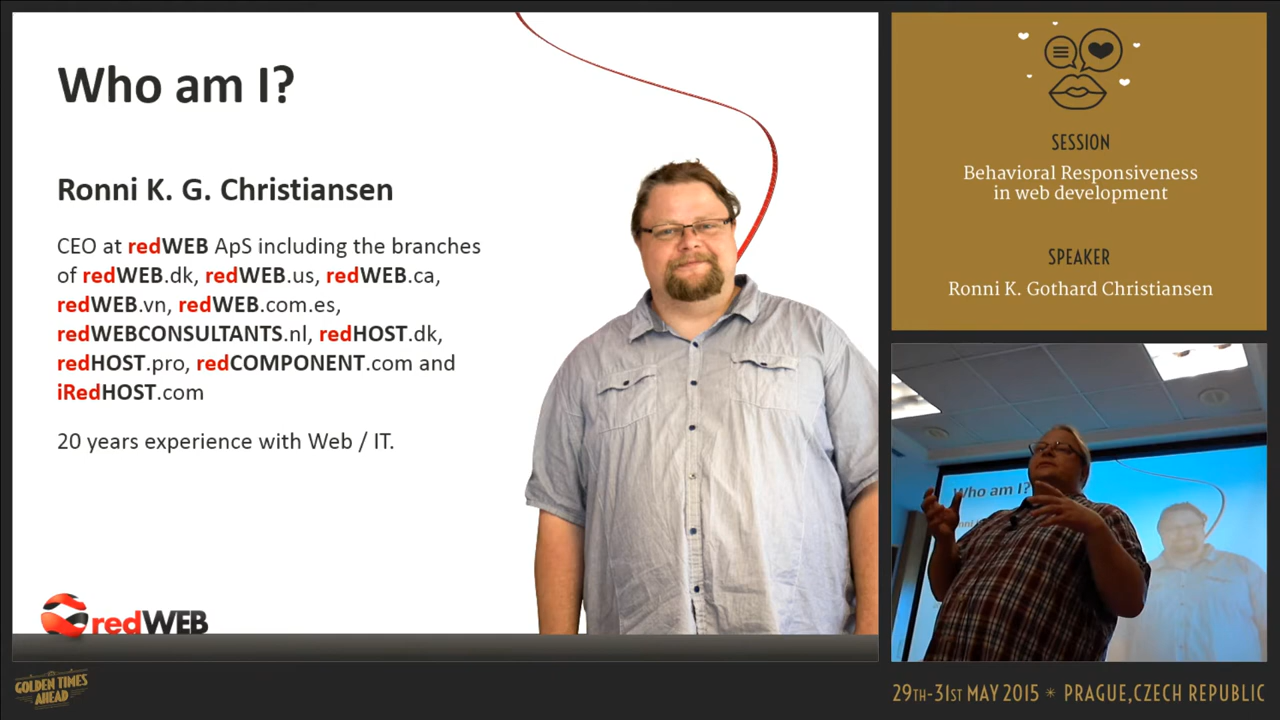 Who am I?
Ronni K. G. Christiansen
CEO at redWEB ApS including the branches
of redWEB.dk, redWEB.us, redWEB.ca,
redWEB.vn, redWEB.com.es,
redWEBCONSULTANTS.nl, redHOST.dk,
redHOST.pro, redCOMPONENT.com and
iRedHOST.com
20 years experience with Web / IT.
redWEB
SESSION
Behavioral Responsiveness
in web development
SPEAKER
Ronni K. Gothard Christiansen
Who am I?
GOLDEN TIMES
AHEAD
29TH-31ST MAY 2015 * PRAGUE,CZECH REPUBLIC